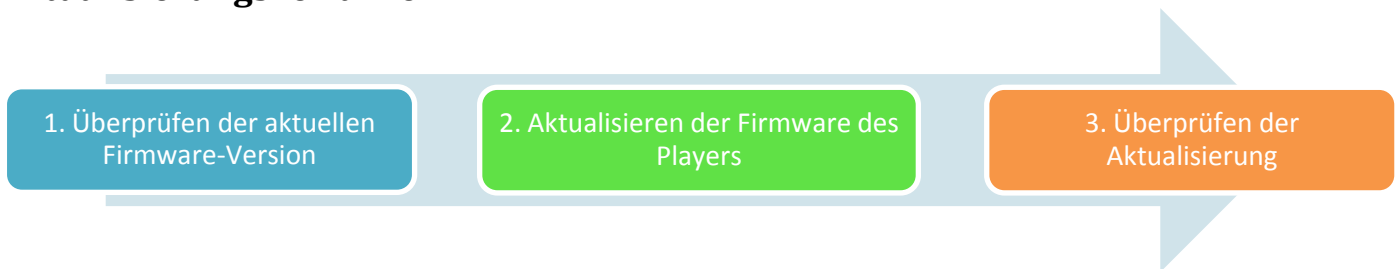 1. Überprüfen der aktuellen
Firmware-Version
2. Aktualisieren der Firmware des
Players
3. Überprüfen der
Aktualisierung